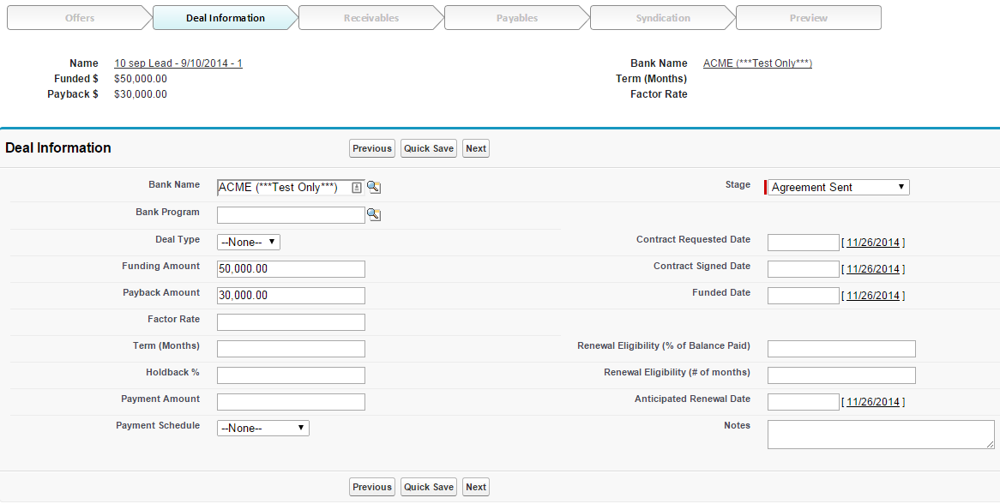 Offers Deal Information Receivables Payables Syndication Preview
Name 10 sep Lead - 9/10/2014 - 1 Bank Name ACME (***Test Only***)
Funded $ $50,000.00 Term (Months)
Payback $ $30,000.00 Factor Rate
Deal Information Previous Quick Save Next
Bank Name ACME (***Test Only***) Stage Agreement Sent
Bank Program
Deal Type --None-- Contract Requested Date [ 11/26/2014 ]
Funding Amount 50,000.00 Contract Signed Date [ 11/26/2014 ]
Payback Amount 30,000.00 Funded Date [ 11/26/2014 ]
Factor Rate
Term (Months) Renewal Eligibility (% of Balance Paid)
Holdback % Renewal Eligibility (# of months)
Payment Amount Anticipated Renewal Date [ 11/26/2014 ]
Payment Schedule --None-- Notes
Previous Quick Save Next